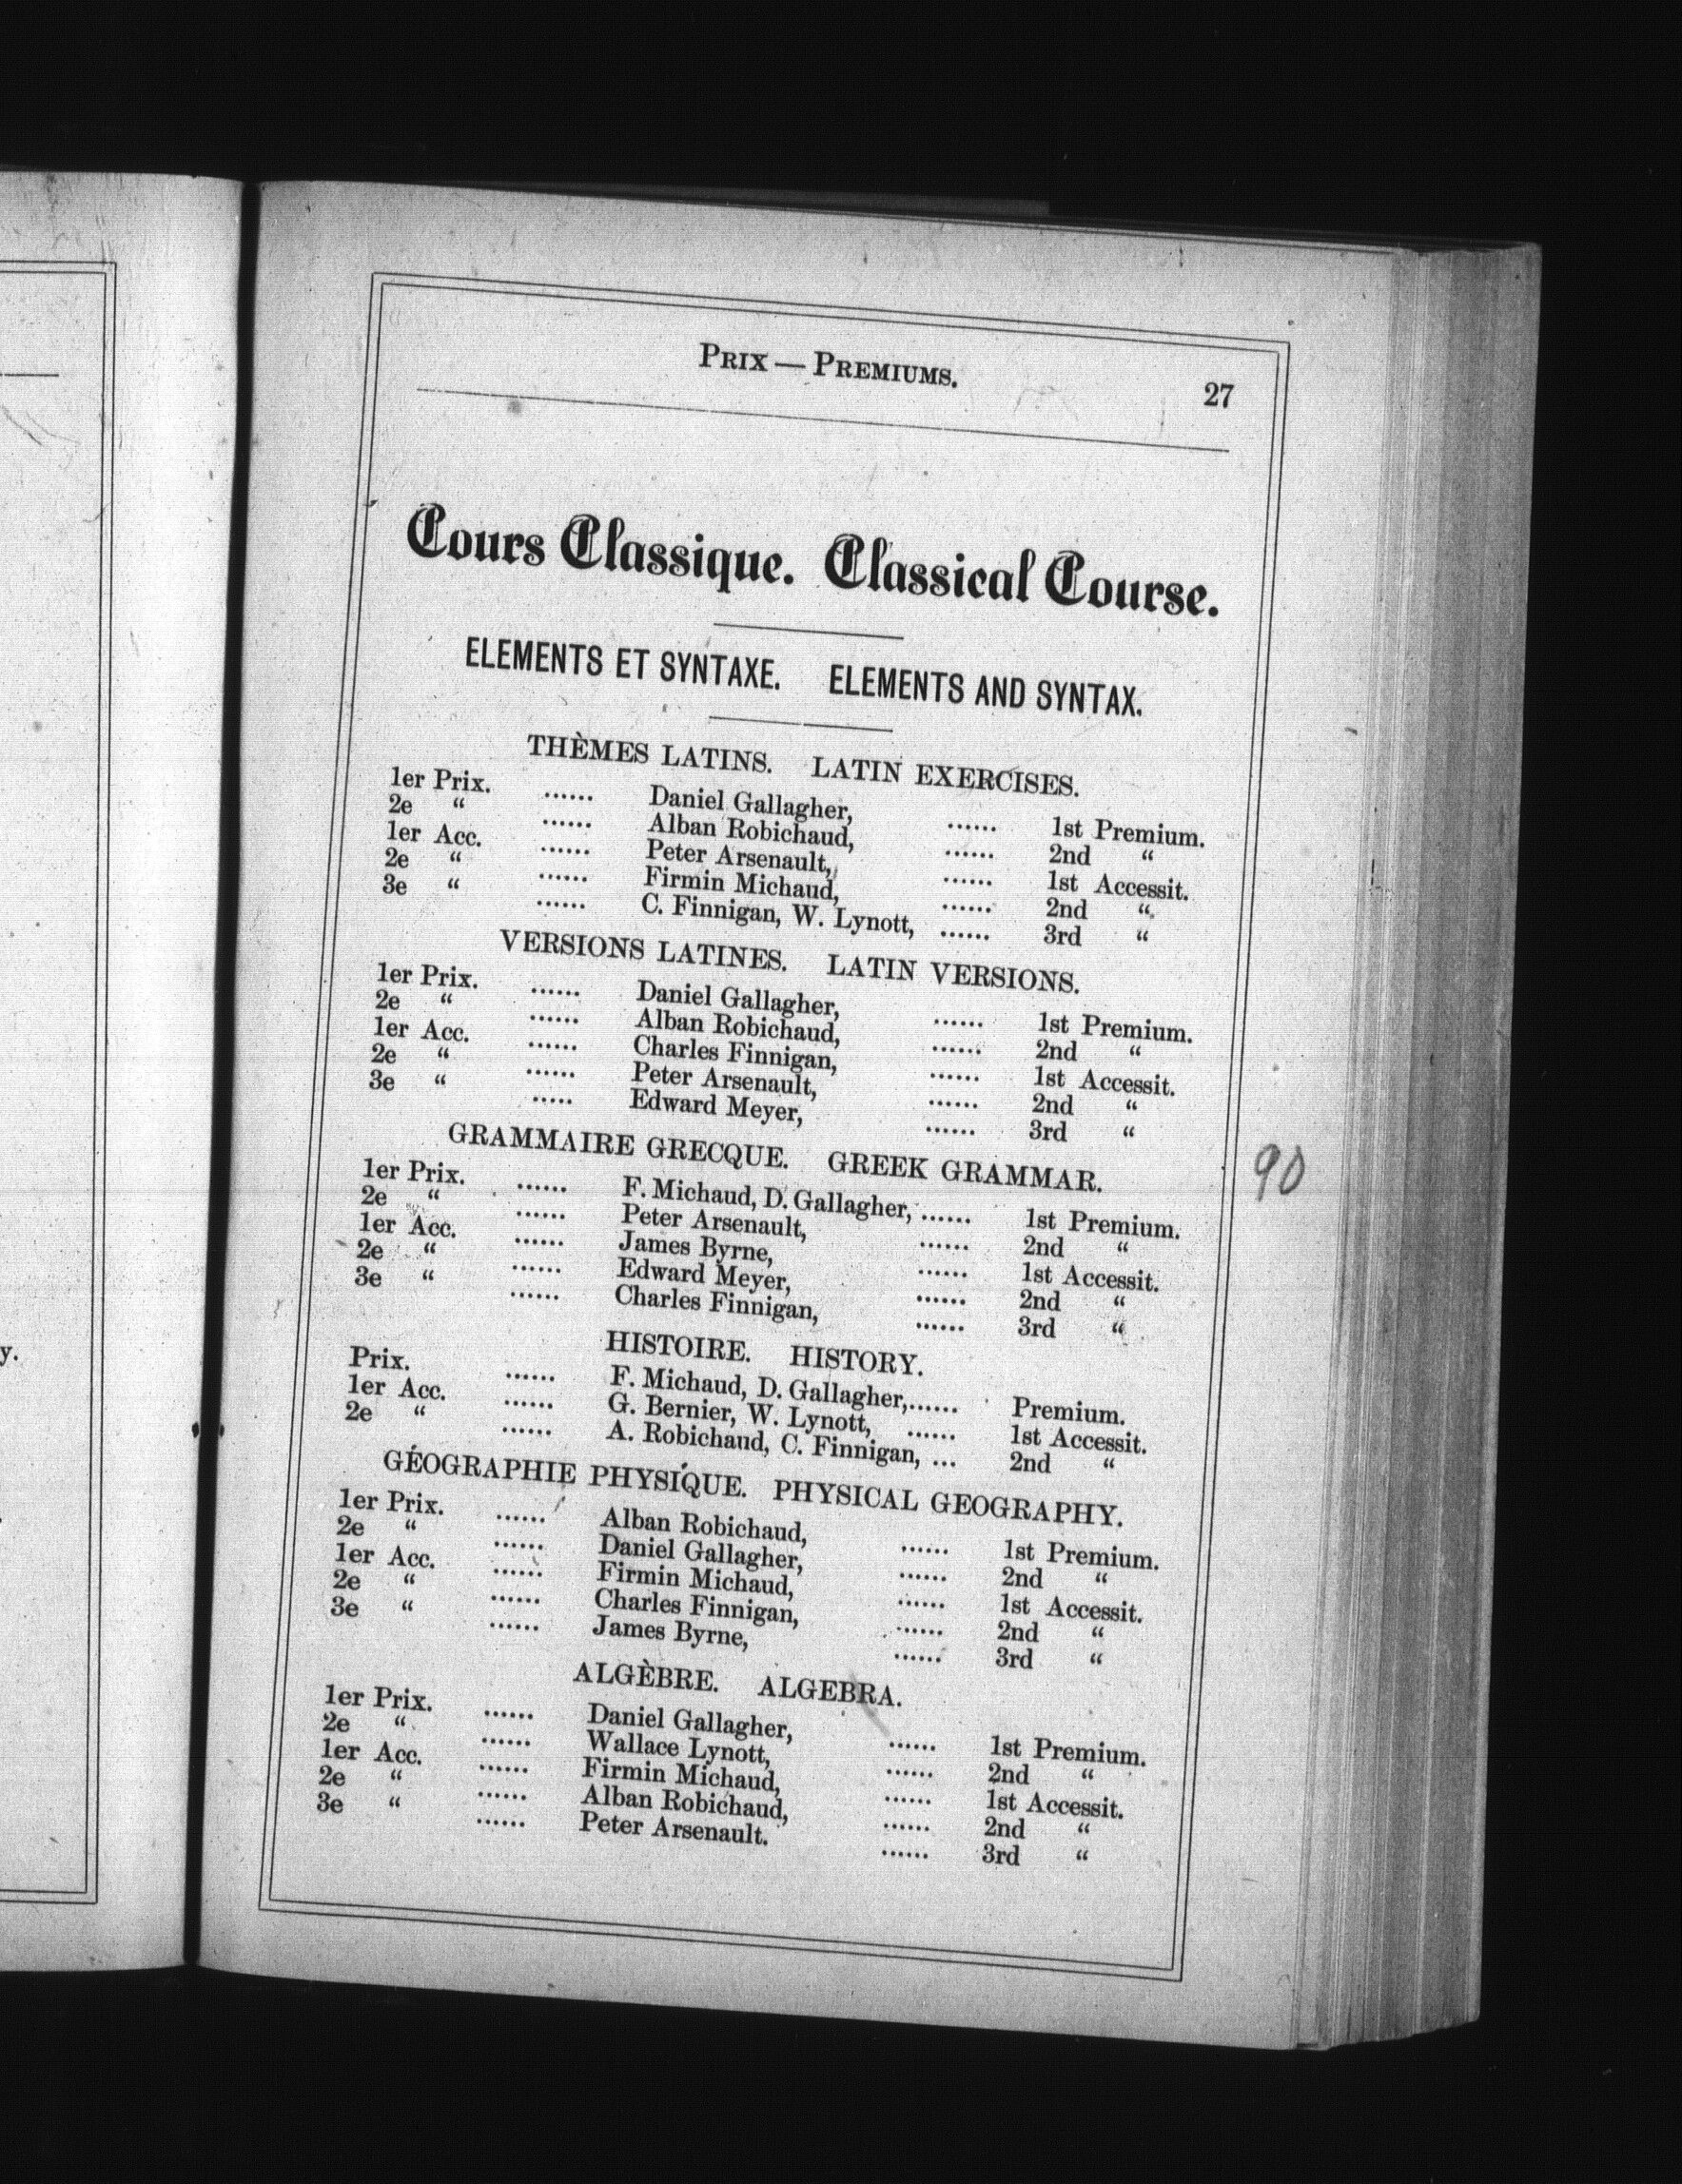 PRIX — PREMIUMS. 27
Cours Classique. Classical Course.
ELEMENTS ET SYNTAXE. ELEMENTS AND SYNTAX.
THÈMES LATINS. LATIN EXERCISES.
1er Prix. ...... Daniel Gallagher, ...... 1st Premium.
2e “ ...... Alban Robichaud, ...... 2nd “
1er Acc. ...... Peter Arsenault, ...... 1st Accessit.
2e “ ...... Firmin Michaud, ...... 2nd “
3e “ ...... C. Finnigan, W. Lynott, ...... 3rd “
VERSIONS LATINES. LATIN VERSIONS.
1er Prix. ...... Daniel Gallagher, ...... 1st Premium.
2e “ ...... Alban Robichaud, ...... 2nd “
1er Acc. ...... Charles Finnigan, ...... 1st Accessit.
2e “ ...... Peter Arsenault, ...... 2nd “
3e “ ..... Edward Meyer, ...... 3rd “
GRAMMAIRE GRECQUE. GREEK GRAMMAR.
90
1er Prix. ...... F. Michaud, D. Gallagher, ...... 1st Premium.
2e “ ...... Peter Arsenault, ...... 2nd “
1er Acc. ...... James Byrne, ...... 1st Accessit.
2e “ ...... Edward Meyer, ...... 2nd “
3e “ ...... Charles Finnigan, ...... 3rd “
HISTOIRE. HISTORY.
Prix. ...... F. Michaud, D. Gallagher,...... Premium.
1er Acc. ...... G. Bernier, W. Lynott, ...... 1st Accessit.
2e “ ...... A. Robichaud, C. Finnigan, ... 2nd “
GÉOGRAPHIE PHYSIQUE. PHYSICAL GEOGRAPHY.
1er Prix. ...... Alban Robichaud, ...... 1st Premium.
2e “ ...... Daniel Gallagher, ...... 2nd “
1er Acc. ...... Firmin Michaud, ...... 1st Accessit.
2e “ ...... Charles Finnigan, ...... 2nd “
3e “ ...... James Byrne, ...... 3rd “
ALGÈBRE. ALGEBRA.
1er Prix. ...... Daniel Gallagher, ...... 1st Premium.
2e “ ...... Wallace Lynott, ...... 2nd “
1er Acc. ...... Firmin Michaud, ...... 1st Accessit.
2e “ ...... Alban Robichaud, ...... 2nd “
3e “ ...... Peter Arsenault. ...... 3rd “